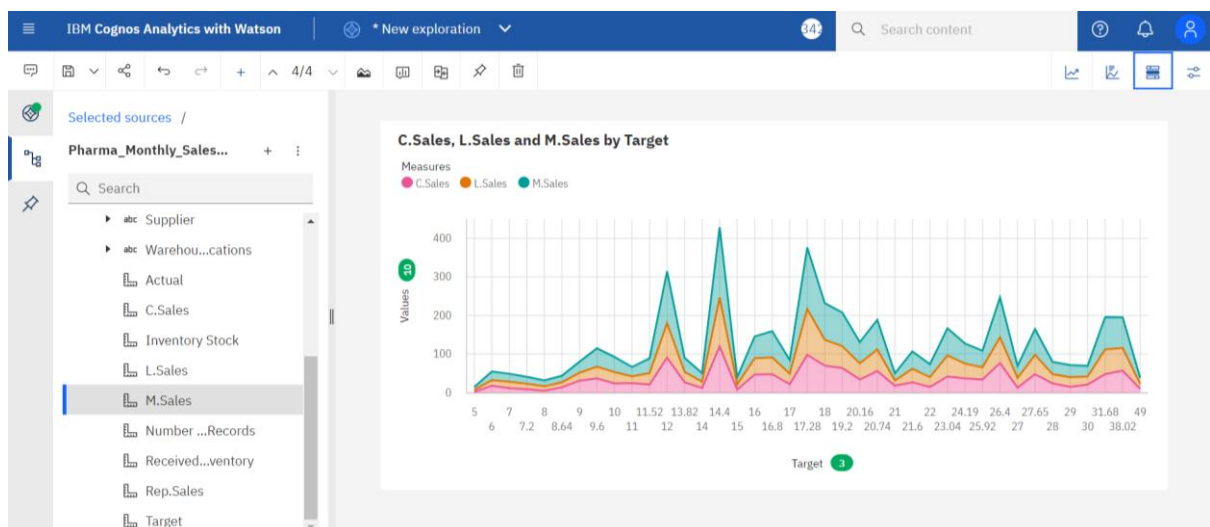 IBM Cognos Analytics with Watson
* New exploration
342
Search content
4/4
Selected sources /
Pharma_Monthly_Sales...
Search
abc Supplier
abc Warehou...cations
Actual
C.Sales
Inventory Stock
L.Sales
M.Sales
Number ...Records
Received...ventory
Rep.Sales
Target
C.Sales, L.Sales and M.Sales by Target
Measures
C.Sales L.Sales M.Sales
400
300
200
100
0
Values 10
5 7 8 9 10 11.52 13.82 14.4 16 17 18 20.16 21 22 24.19 26.4 27.65 29 31.68 49
6 7.2 8.64 9.6 11 12 14 15 16.8 17.28 19.2 20.74 21.6 23.04 25.92 27 28 30 38.02
Target 3